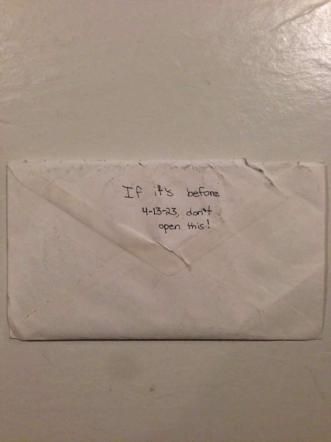 If it's before
4-13-23, don't
open this!